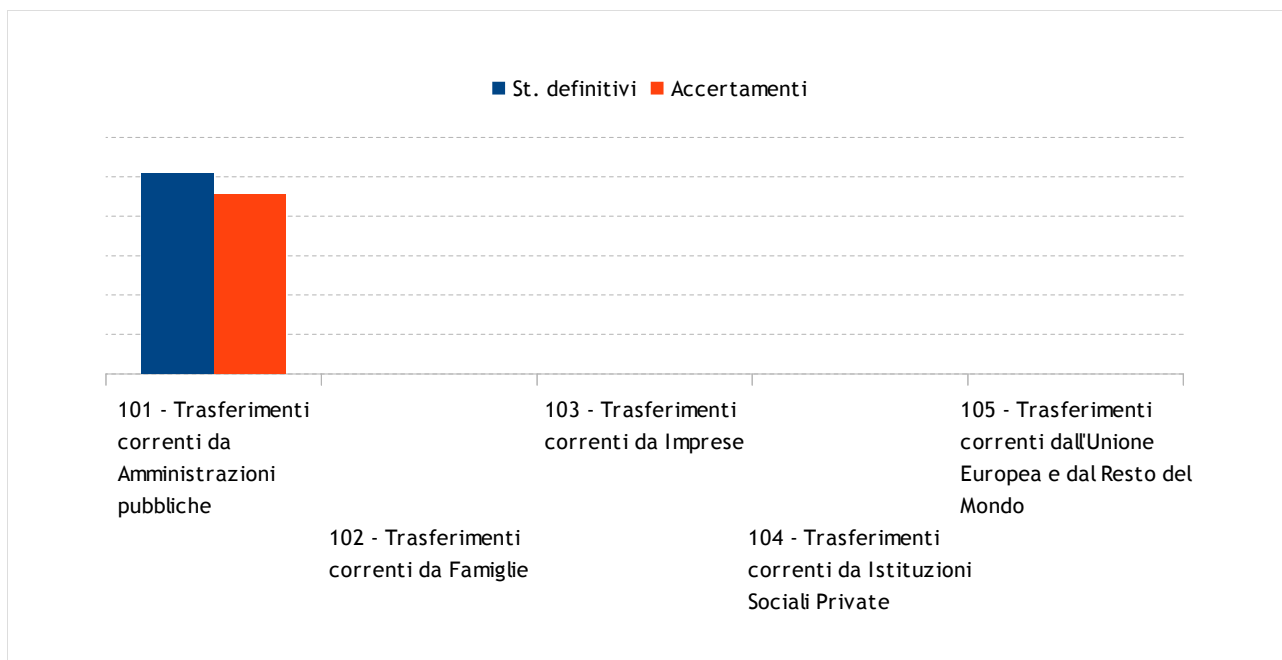 St. definitivi Accertamenti
101 - Trasferimenti
correnti da
Amministrazioni
pubbliche
102 - Trasferimenti
correnti da Famiglie
103 - Trasferimenti
correnti da Imprese
104 - Trasferimenti
correnti da Istituzioni
Sociali Private
105 - Trasferimenti
correnti dall'Unione
Europea e dal Resto del
Mondo